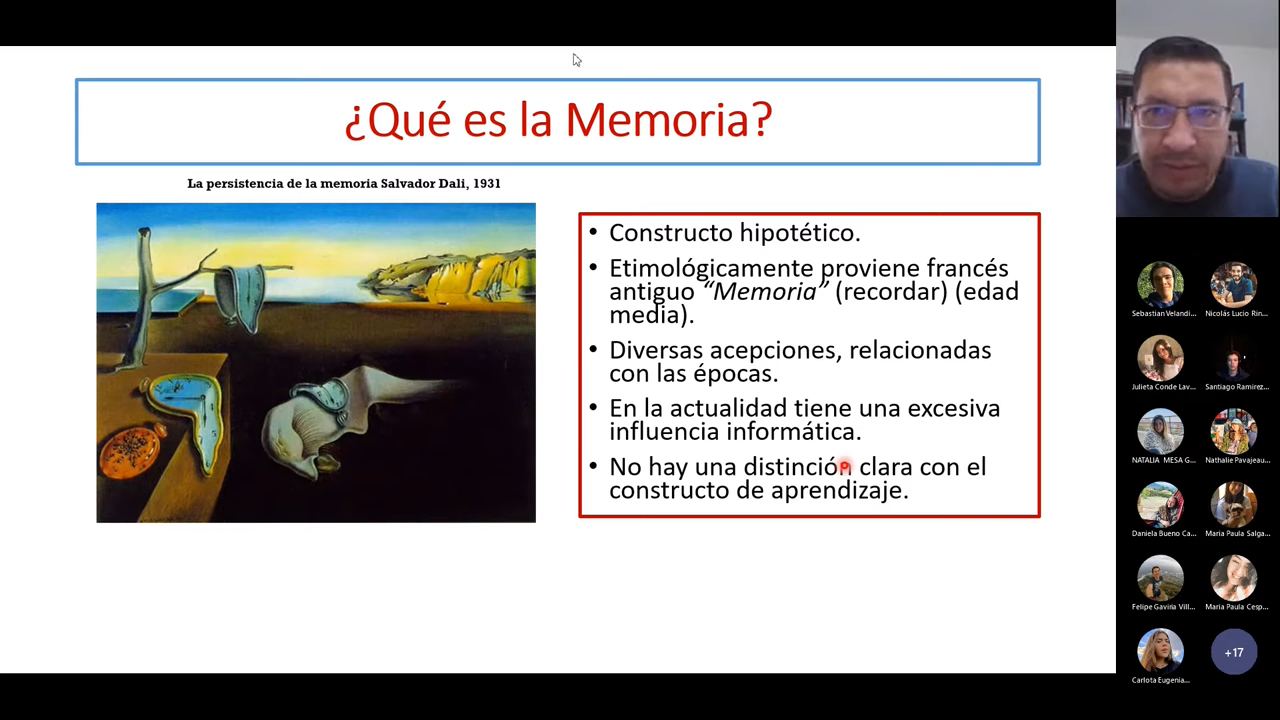 ¿Qué es la Memoria?
La persistencia de la memoria Salvador Dali, 1931
• Constructo hipotético.
• Etimológicamente proviene francés
antiguo “Memoria” (recordar) (edad
media).
• Diversas acepciones, relacionadas
con las épocas.
• En la actualidad tiene una excesiva
influencia informática.
• No hay una distinción clara con el
constructo de aprendizaje.
Sebastian Velandi...
Nicolás Lucio Rin...
Julieta Conde Lav...
Santiago Ramirez...
NATALIA MESA G...
Nathalie Pavajeau...
Daniela Bueno Ca...
Maria Paula Salga...
Felipe Gaviria Vill...
Maria Paula Cesp...
Carlota Eugenia...
+17